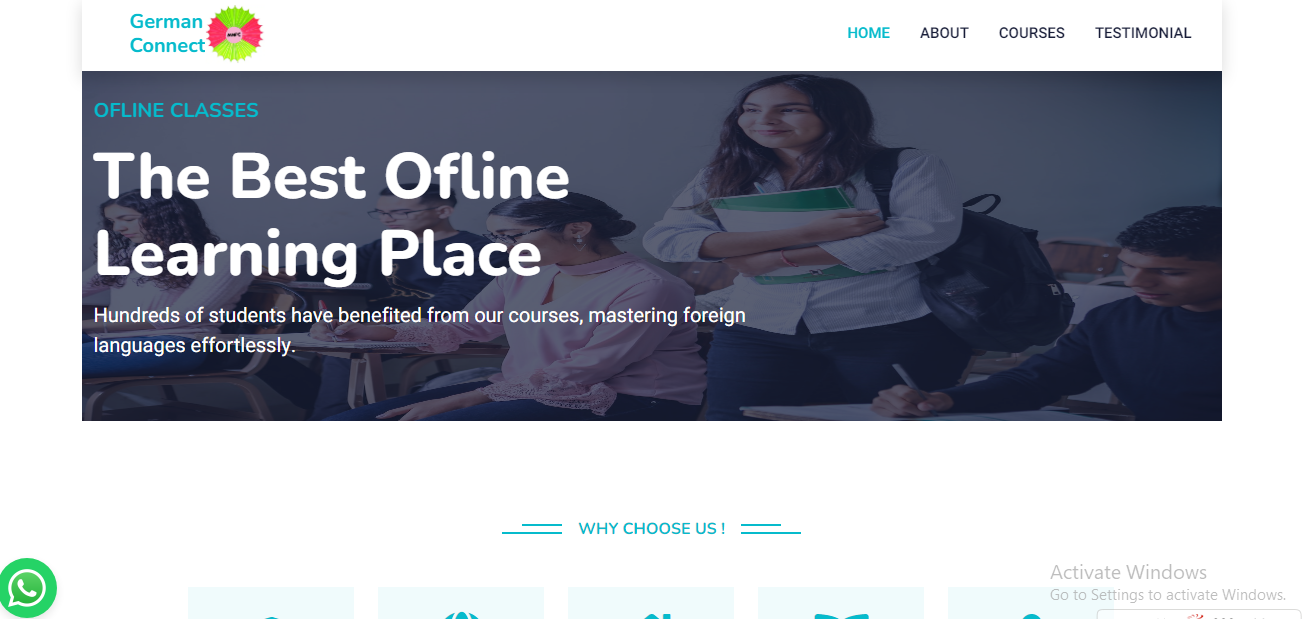 German
Connect
HOME ABOUT COURSES TESTIMONIAL
OFLINE CLASSES
The Best Ofline
Learning Place
Hundreds of students have benefited from our courses, mastering foreign
languages effortlessly.
WHY CHOOSE US !
Activate Windows
Go to Settings to activate Windows.